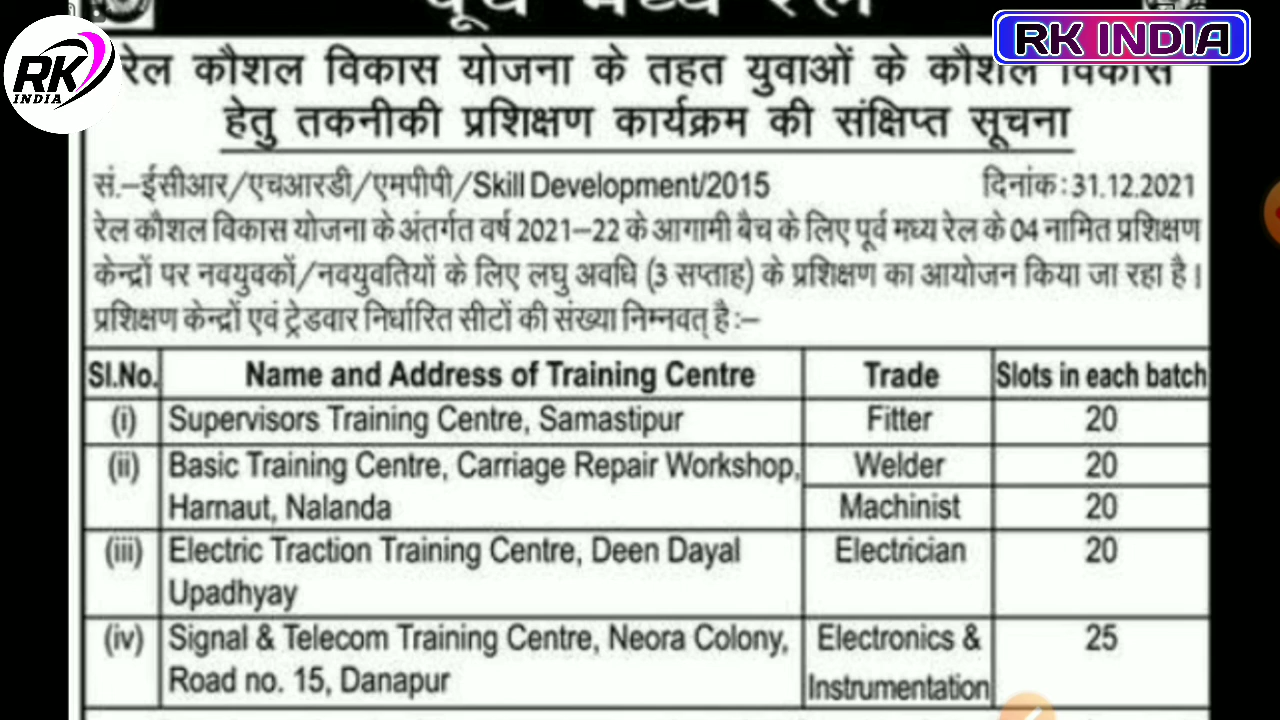 पूर्व मध्य रेल
RK INDIA
RK
INDIA
रेल कौशल विकास योजना के तहत युवाओं के कौशल विकास
हेतु तकनीकी प्रशिक्षण कार्यक्रम की संक्षिप्त सूचना
सं.–ईसीआर/एचआरडी/एमपीपी/Skill Development/2015 दिनांक : 31.12.2021
रेल कौशल विकास योजना के अंतर्गत वर्ष 2021–22 के आगामी बैच के लिए पूर्व मध्य रेल के 04 नामित प्रशिक्षण
केन्द्रों पर नवयुवकों/नवयुवतियों के लिए लघु अवधि (3 सप्ताह) के प्रशिक्षण का आयोजन किया जा रहा है।
प्रशिक्षण केन्द्रों एवं ट्रेडवार निर्धारित सीटों की संख्या निम्नवत् है :–
Sl.No. Name and Address of Training Centre Trade Slots in each batch
(i) Supervisors Training Centre, Samastipur Fitter 20
(ii) Basic Training Centre, Carriage Repair Workshop, Welder 20
Harnaut, Nalanda Machinist 20
(iii) Electric Traction Training Centre, Deen Dayal Electrician 20
Upadhyay
(iv) Signal & Telecom Training Centre, Neora Colony, Electronics & 25
Road no. 15, Danapur Instrumentation